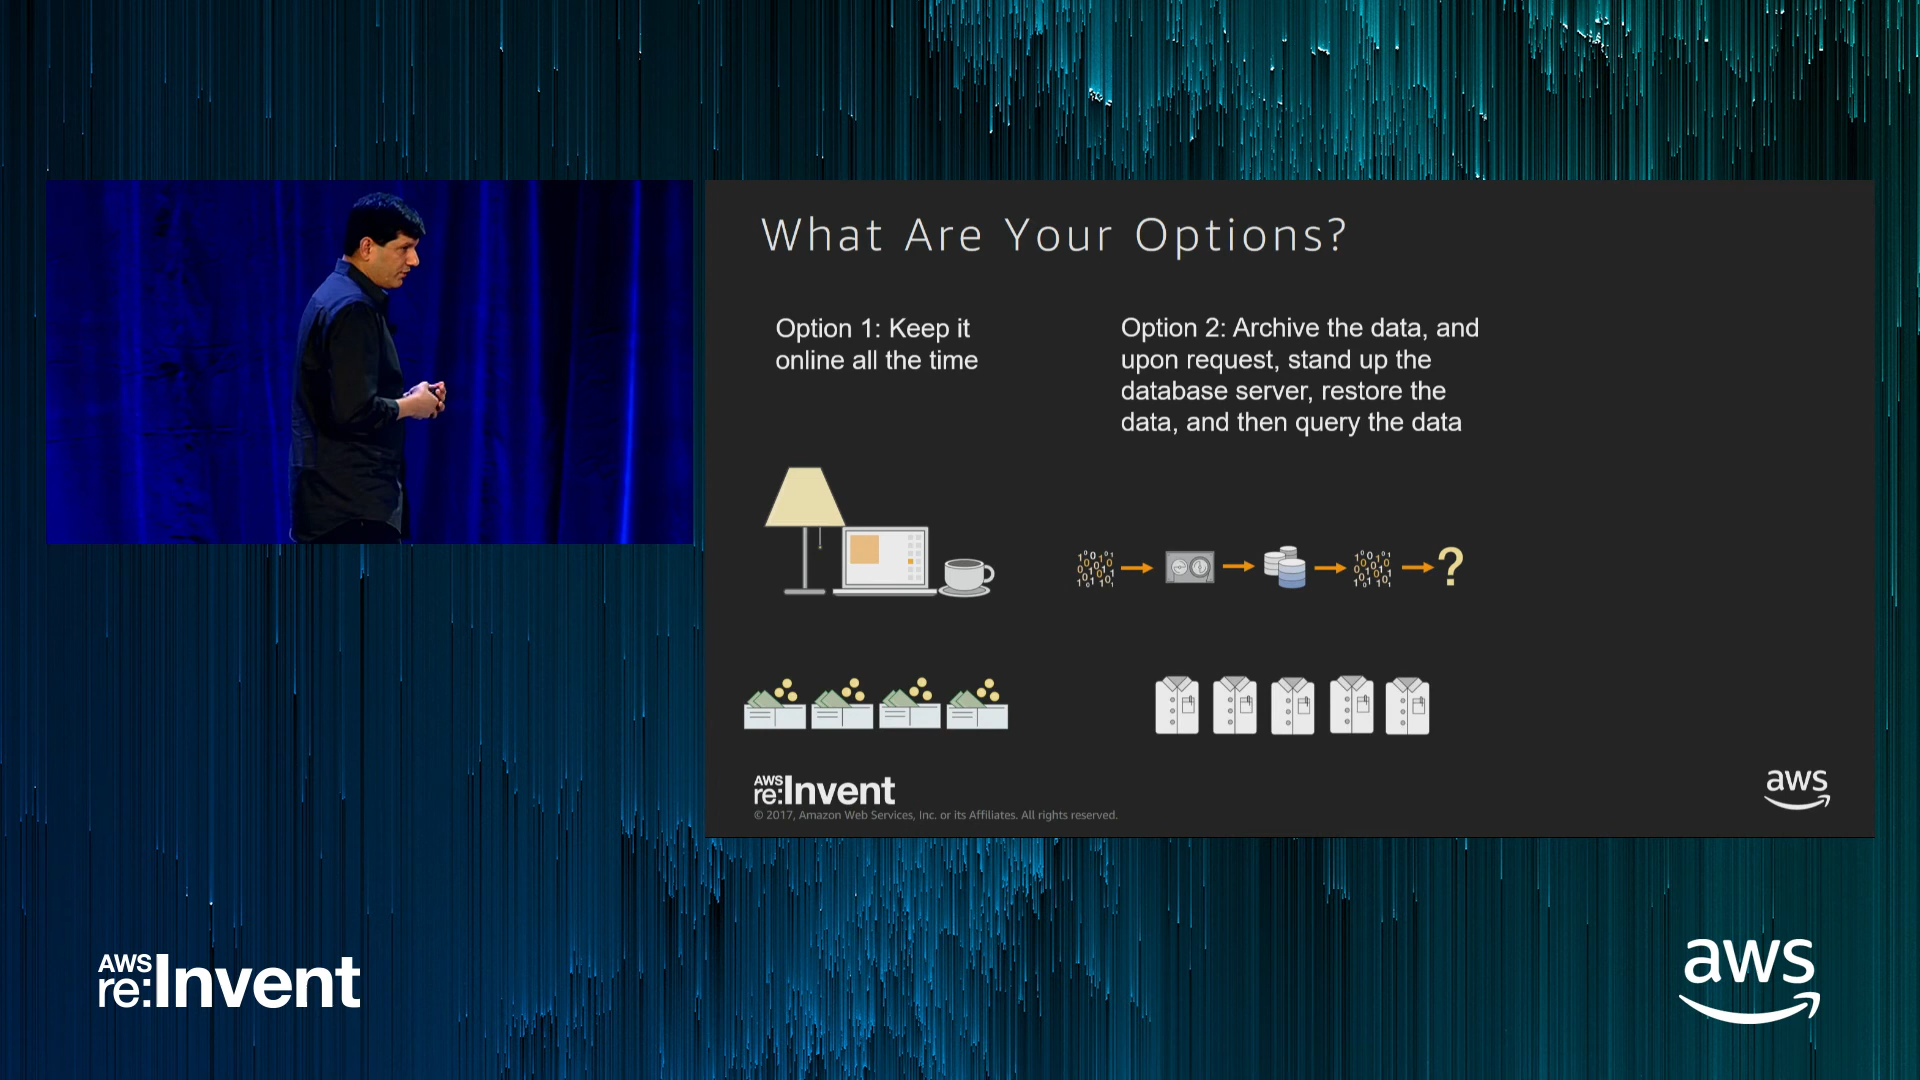 What Are Your Options?
Option 1: Keep it
online all the time
Option 2: Archive the data, and
upon request, stand up the
database server, restore the
data, and then query the data
?
AWS
re:Invent
© 2017, Amazon Web Services, Inc. or its Affiliates. All rights reserved.
aws
AWS
re:Invent
aws